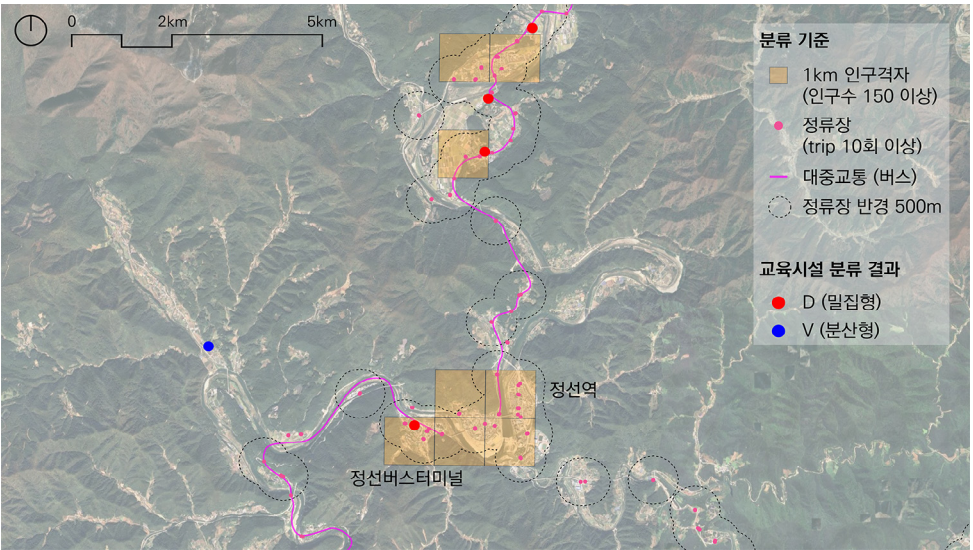 0 2km 5km
분류 기준
1km 인구격자
(인구수 150 이상)
정류장
(trip 10회 이상)
대중교통 (버스)
정류장 반경 500m
교육시설 분류 결과
D (밀집형)
V (분산형)
정선역
정선버스터미널